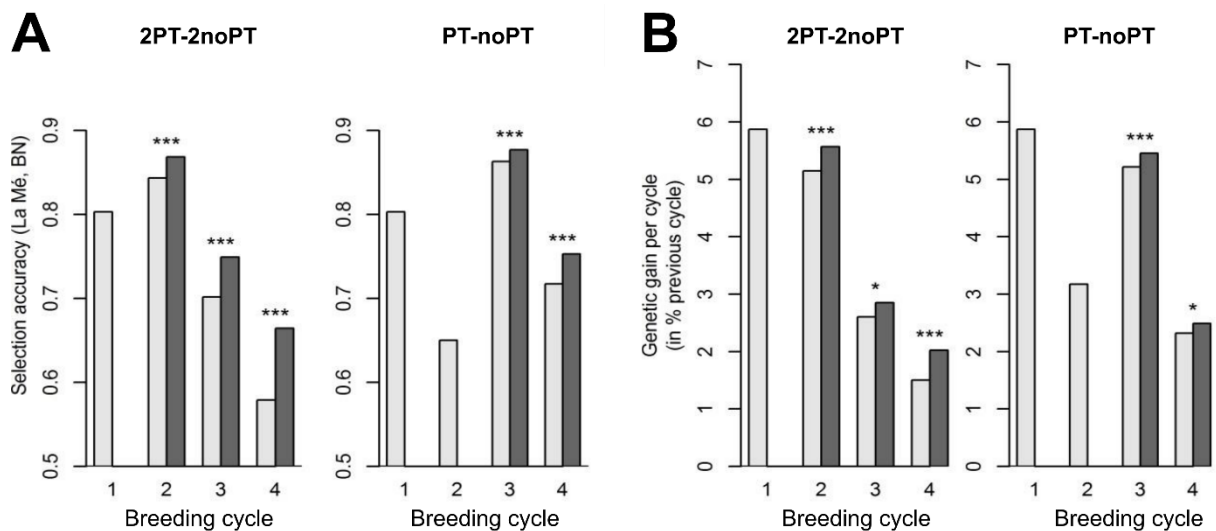 A
2PT-2noPT
PT-noPT
Selection accuracy (La Mé, BN)
0.9
0.8
0.7
0.6
0.5
***
***
***
1 2 3 4
Breeding cycle
0.9
0.8
0.7
0.6
0.5
***
***
1 2 3 4
Breeding cycle
B
2PT-2noPT
PT-noPT
Genetic gain per cycle
(in % previous cycle)
7
6
5
4
3
2
1
0
***
*
***
1 2 3 4
Breeding cycle
7
6
5
4
3
2
1
0
***
*
1 2 3 4
Breeding cycle